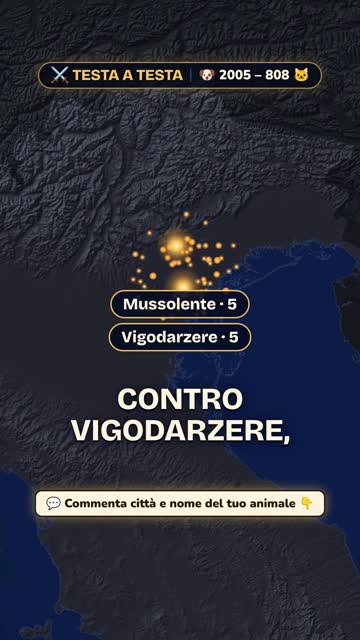 ⚔️ TESTA A TESTA | 🐶 2005 – 808 🐱
Mussolente · 5
Vigodarzere · 5
CONTRO
VIGODARZERE,
💬 Commenta città e nome del tuo animale 👇